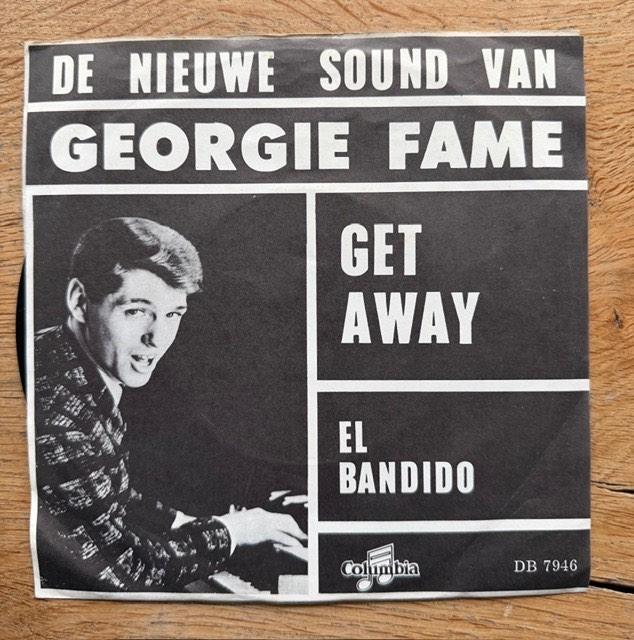 DE NIEUWE SOUND VAN
GEORGIE FAME
GET
AWAY
EL
BANDIDO
Columbia
DB 7946